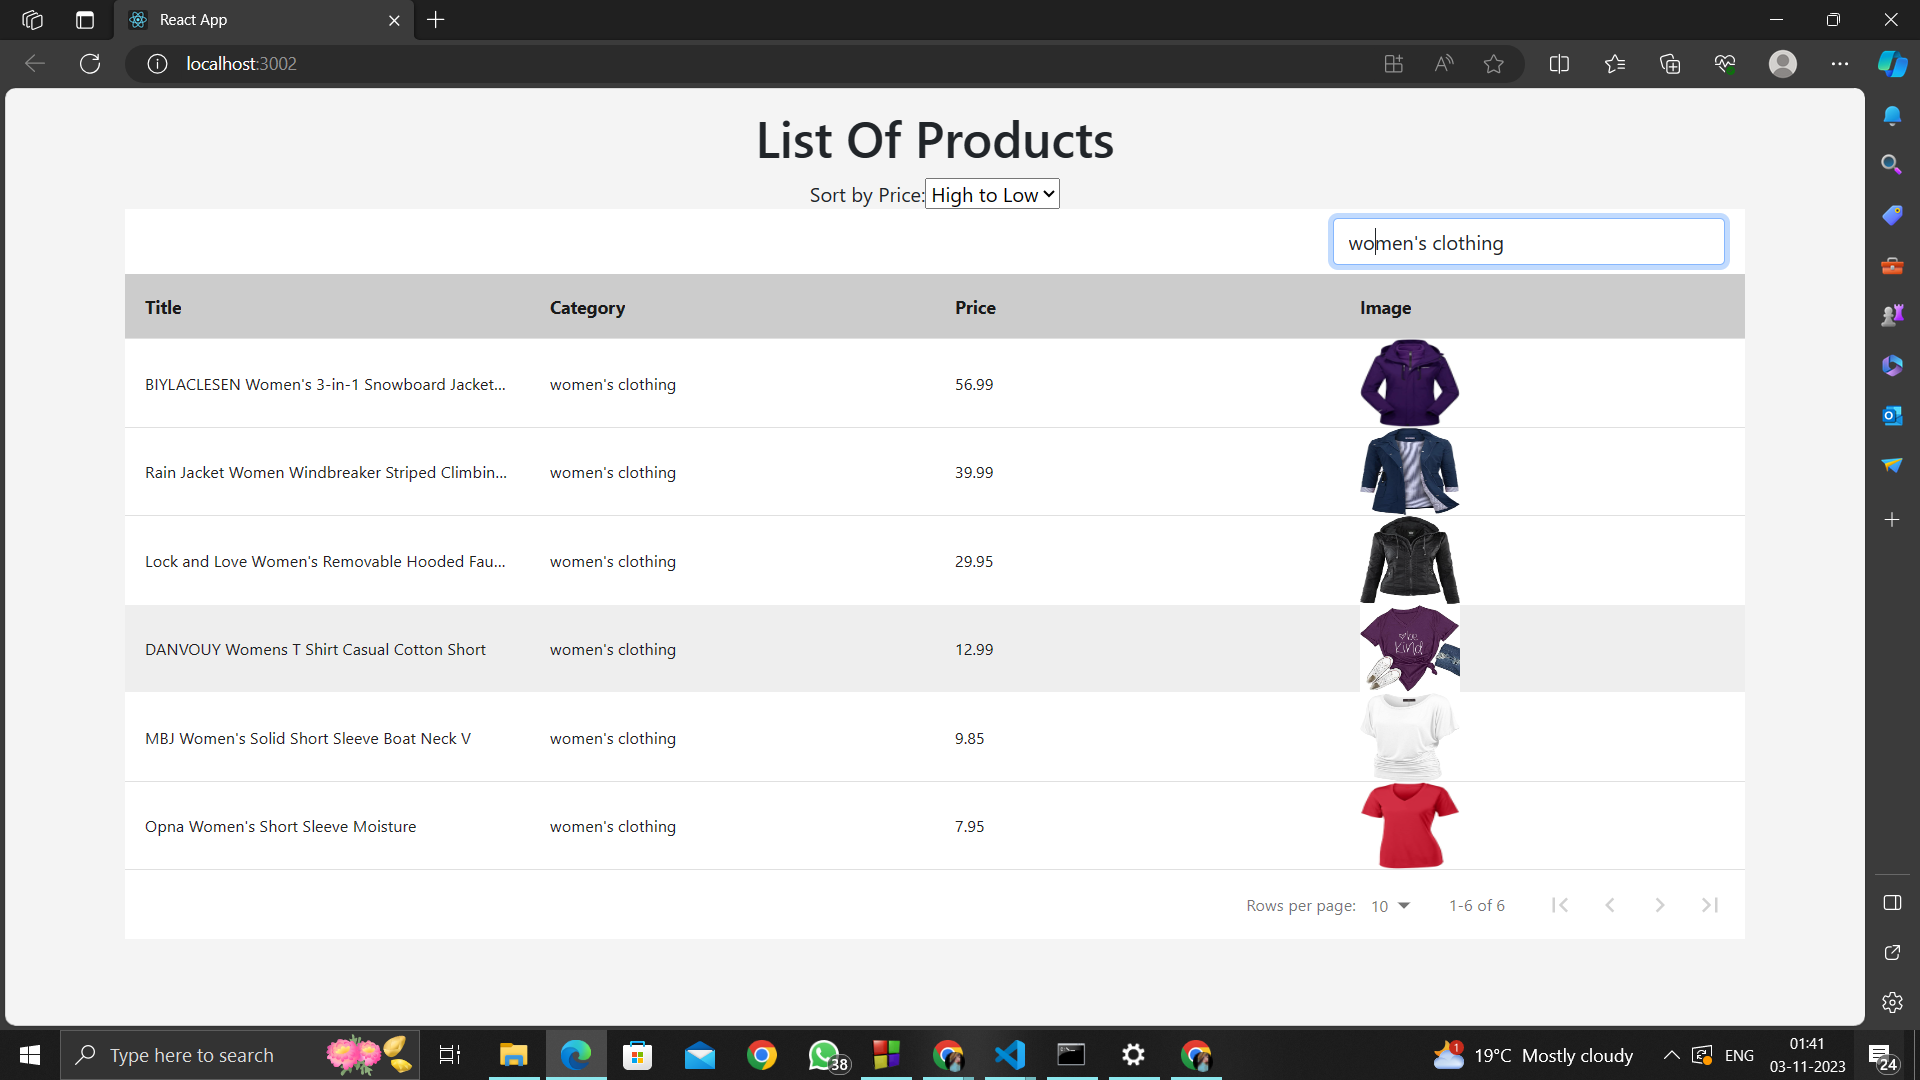 React App
localhost:3002
List Of Products
Sort by Price: High to Low
women's clothing
Title Category Price Image
BIYLACLESEN Women's 3-in-1 Snowboard Jacket... women's clothing 56.99
Rain Jacket Women Windbreaker Striped Climbin... women's clothing 39.99
Lock and Love Women's Removable Hooded Fau... women's clothing 29.95
DANVOUY Womens T Shirt Casual Cotton Short women's clothing 12.99
be
kind
MBJ Women's Solid Short Sleeve Boat Neck V women's clothing 9.85
Opna Women's Short Sleeve Moisture women's clothing 7.95
Rows per page: 10 1-6 of 6
Type here to search 38 1 19°C Mostly cloudy ENG 01:41
03-11-2023 24